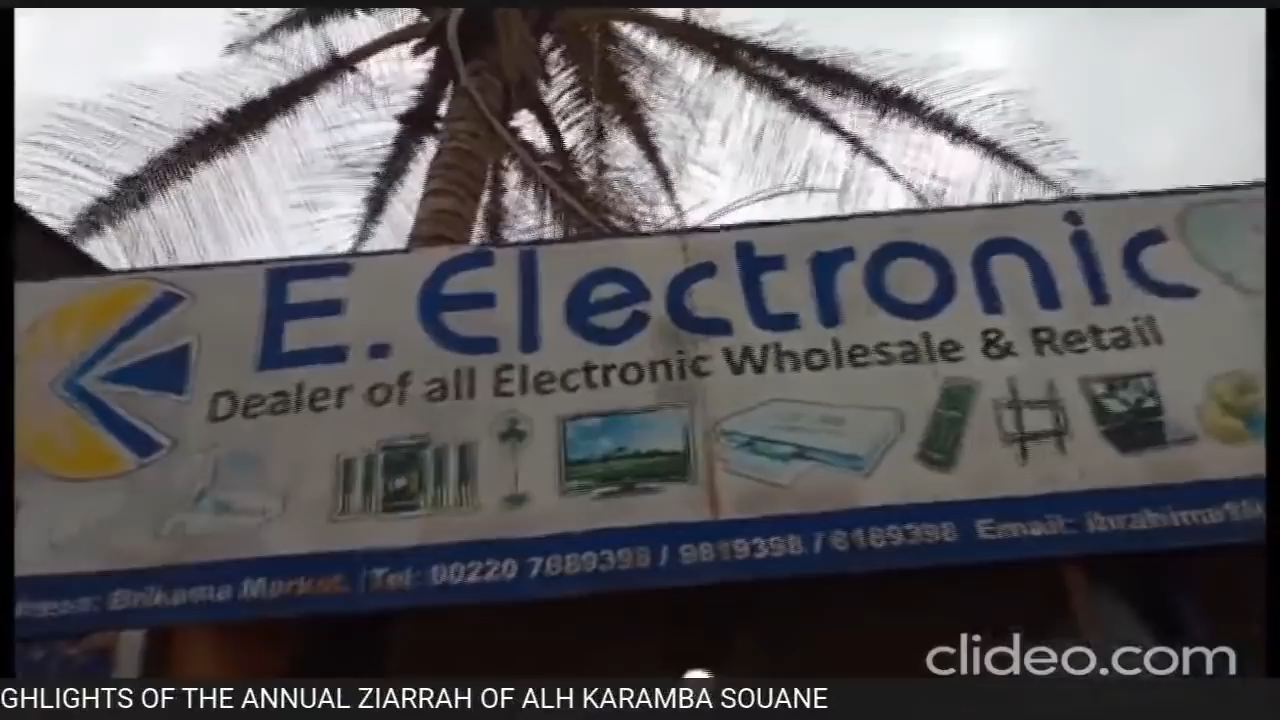 E. Electronic
Dealer of all Electronic Wholesale & Retail
Brikama Market. Tel: 00220 7689398 / 9819398 / 6189398 Email:
clideo.com
GHLIGHTS OF THE ANNUAL ZIARRAH OF ALH KARAMBA SOUANE